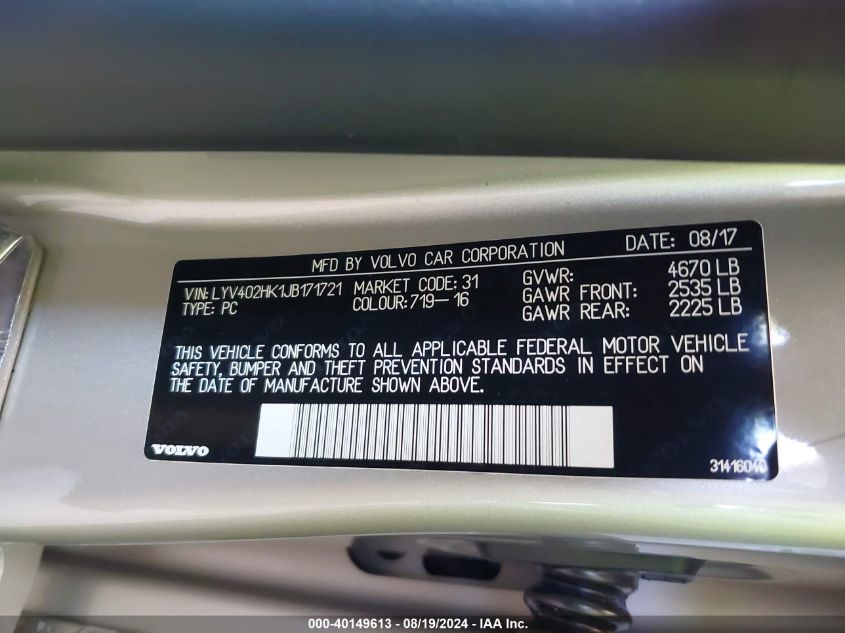 MFD BY VOLVO CAR CORPORATION DATE: 08/17
VIN: LYV402HK1JB171721 MARKET CODE: 31 GVWR: 4670 LB
TYPE: PC COLOUR: 719-16 GAWR FRONT: 2535 LB
GAWR REAR: 2225 LB
THIS VEHICLE CONFORMS TO ALL APPLICABLE FEDERAL MOTOR VEHICLE
SAFETY, BUMPER AND THEFT PREVENTION STANDARDS IN EFFECT ON
THE DATE OF MANUFACTURE SHOWN ABOVE.
VOLVO 31416040
000-40149613 - 08/19/2024 - IAA Inc.